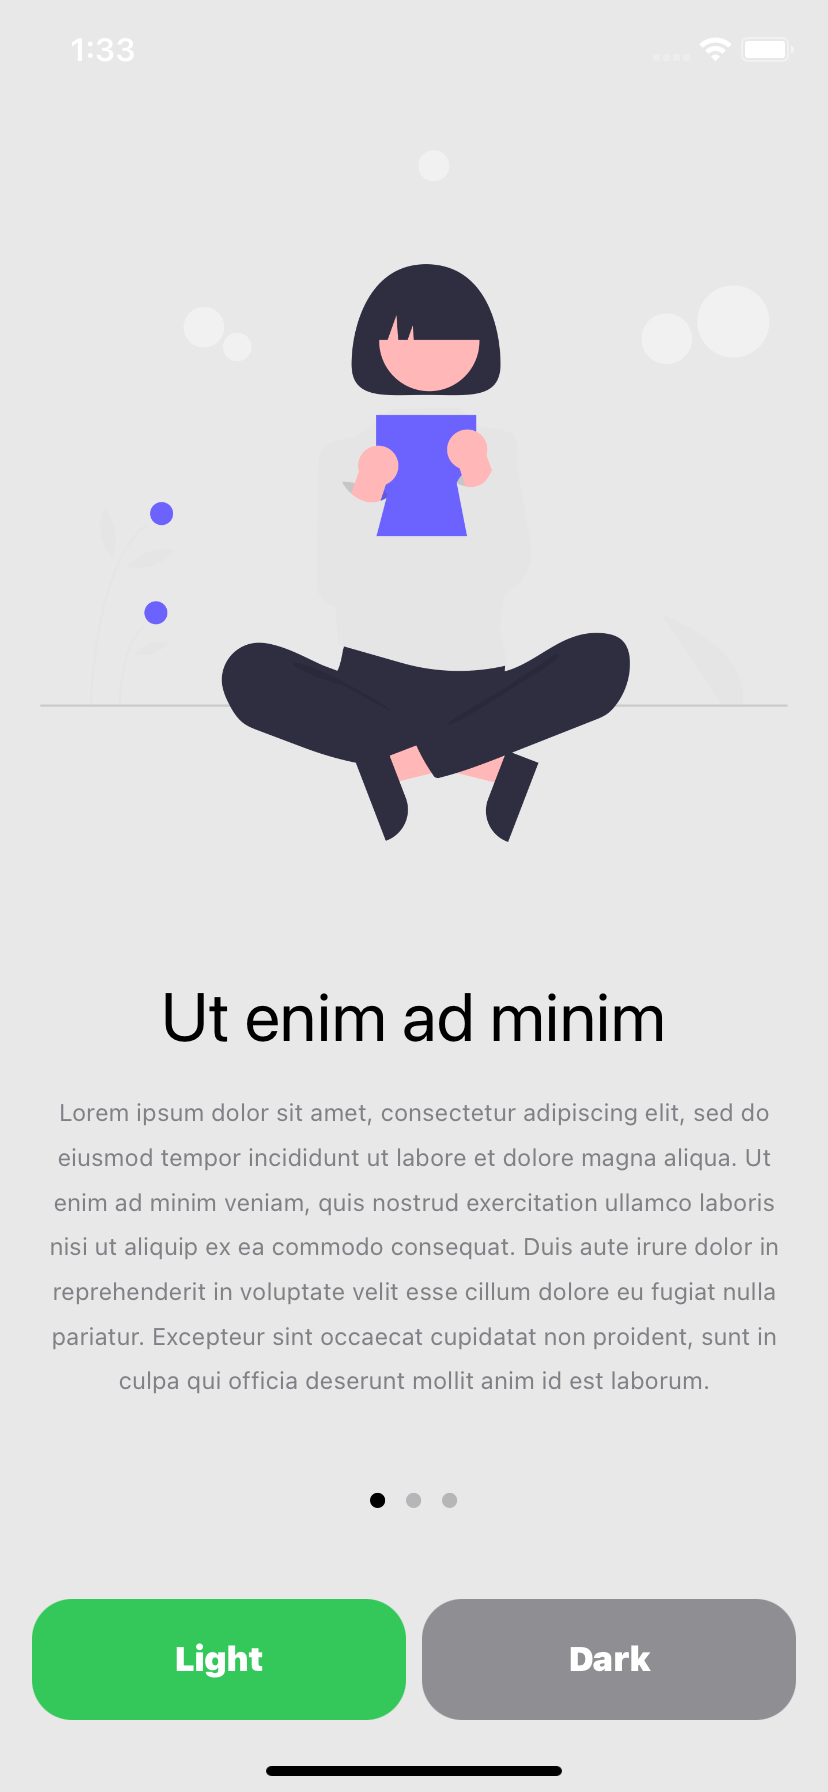 1:33
Ut enim ad minim
Lorem ipsum dolor sit amet, consectetur adipiscing elit, sed do
eiusmod tempor incididunt ut labore et dolore magna aliqua. Ut
enim ad minim veniam, quis nostrud exercitation ullamco laboris
nisi ut aliquip ex ea commodo consequat. Duis aute irure dolor in
reprehenderit in voluptate velit esse cillum dolore eu fugiat nulla
pariatur. Excepteur sint occaecat cupidatat non proident, sunt in
culpa qui officia deserunt mollit anim id est laborum.
Light
Dark